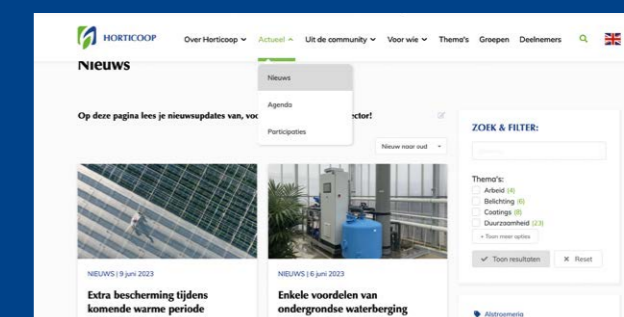 HORTICOOP
Over Horticoop
Actueel
Uit de community
Voor wie
Thema's
Groepen
Deelnemers
Nieuws
Agenda
Participaties
Nieuws
Op deze pagina lees je nieuwsupdates van, voo
ector!
Nieuw naar oud
NIEUWS | 9 juni 2023
Extra bescherming tijdens
komende warme periode
NIEUWS | 6 juni 2023
Enkele voordelen van
ondergrondse waterberging
ZOEK & FILTER:
Thema's:
Arbeid (4)
Belichting (6)
Coatings (8)
Duurzaamheid (23)
+ Toon meer opties
Toon resultaten
Reset
Alstroemeria